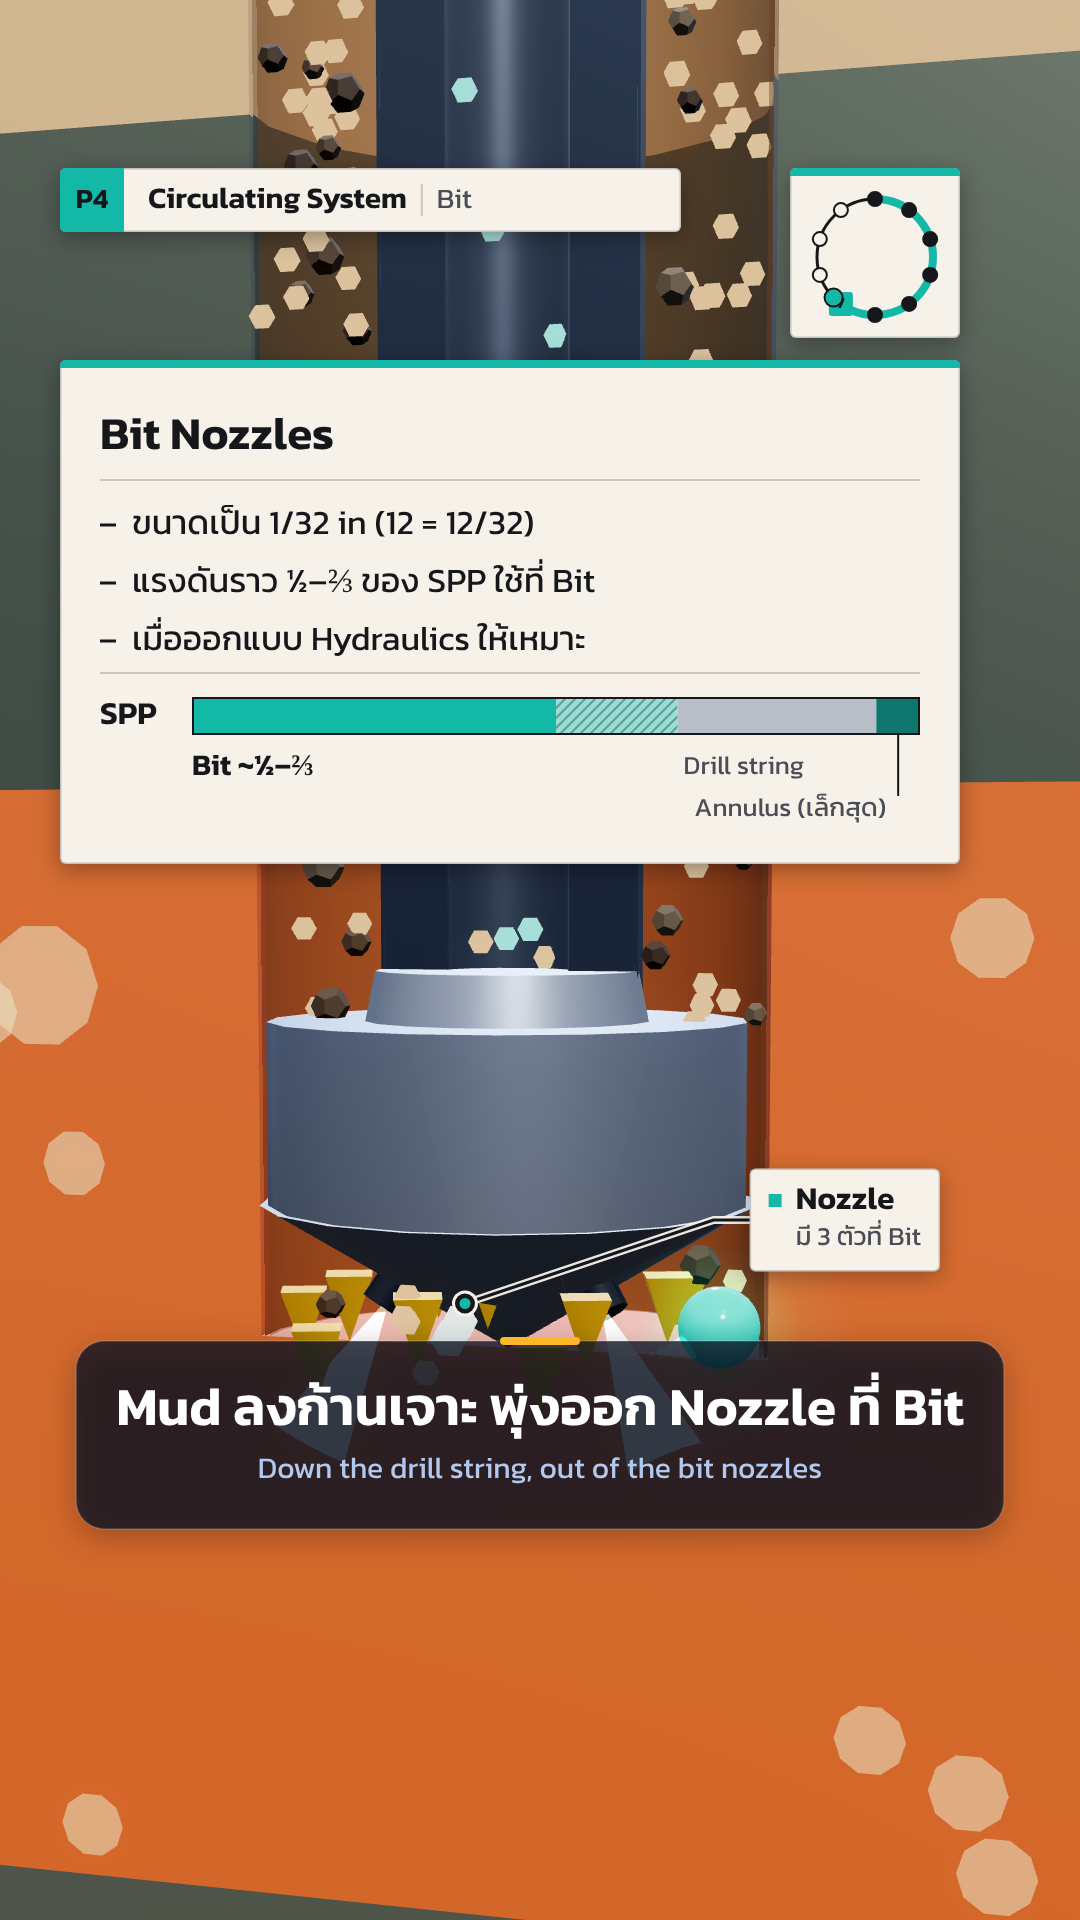 P4 Circulating System | Bit
Bit Nozzles
– ขนาดเป็น 1/32 in (12 = 12/32)
– แรงดันราว ½–⅔ ของ SPP ใช้ที่ Bit
– เมื่อออกแบบ Hydraulics ให้เหมาะ
SPP
Bit ~½–⅔
Drill string
Annulus (เล็กสุด)
Nozzle
มี 3 ตัวที่ Bit
Mud ลงก้านเจาะ พุ่งออก Nozzle ที่ Bit
Down the drill string, out of the bit nozzles